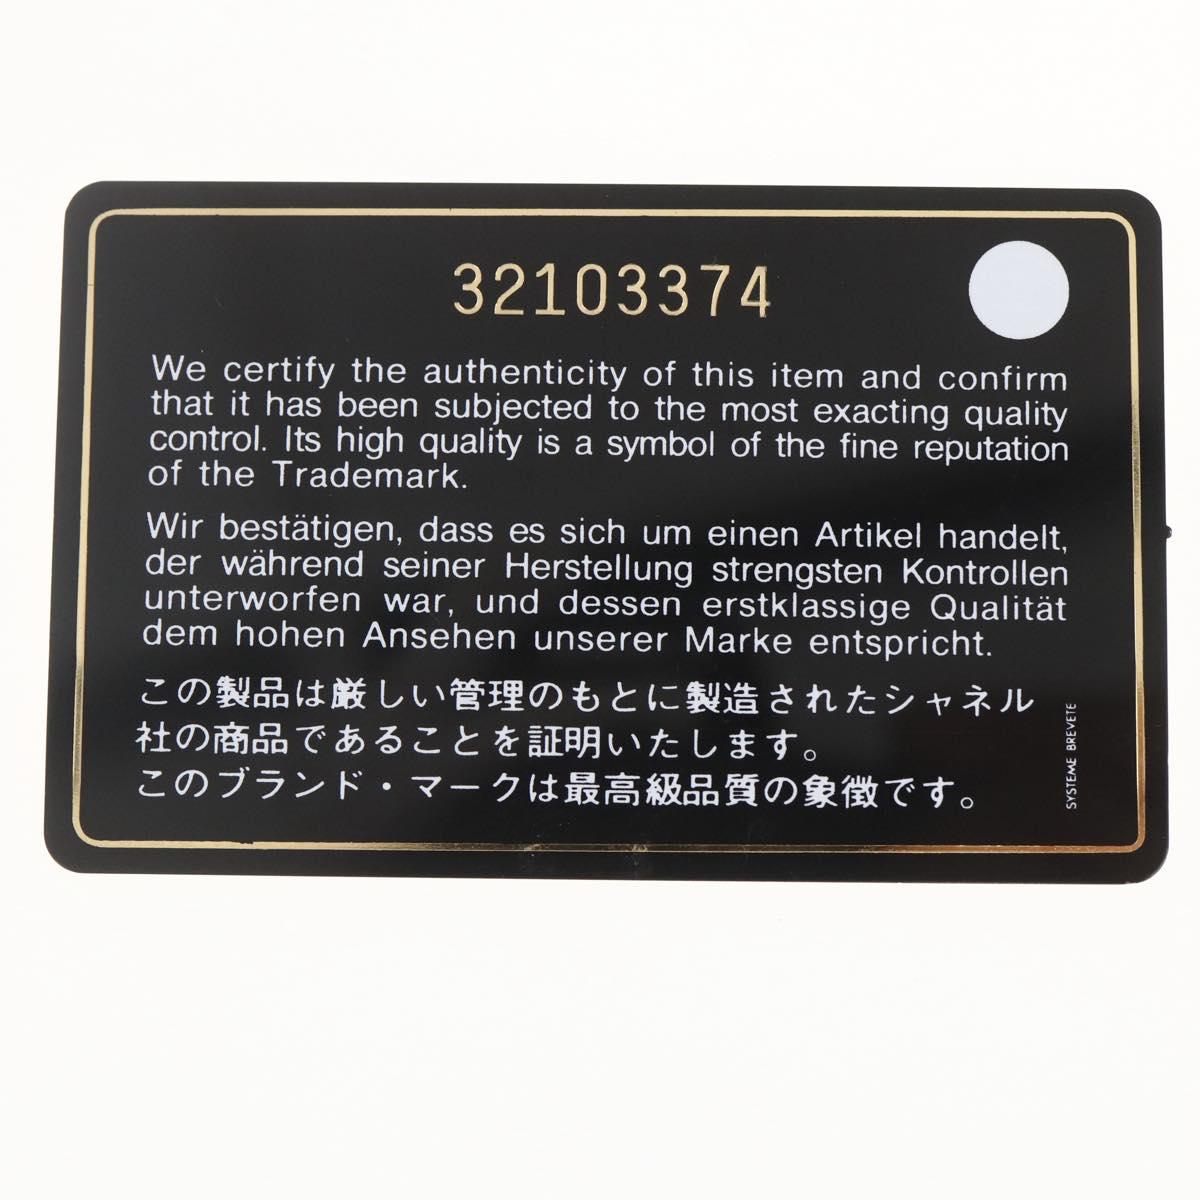 32103374
We certify the authenticity of this item and confirm
that it has been subjected to the most exacting quality
control. Its high quality is a symbol of the fine reputation
of the Trademark.
Wir bestätigen, dass es sich um einen Artikel handelt,
der während seiner Herstellung strengsten Kontrollen
unterworfen war, und dessen erstklassige Qualität
dem hohen Ansehen unserer Marke entspricht.
この製品は厳しい管理のもとに製造されたシャネル
社の商品であることを証明いたします。
このブランド・マークは最高級品質の象徴です。
SYSTEME BREVETE